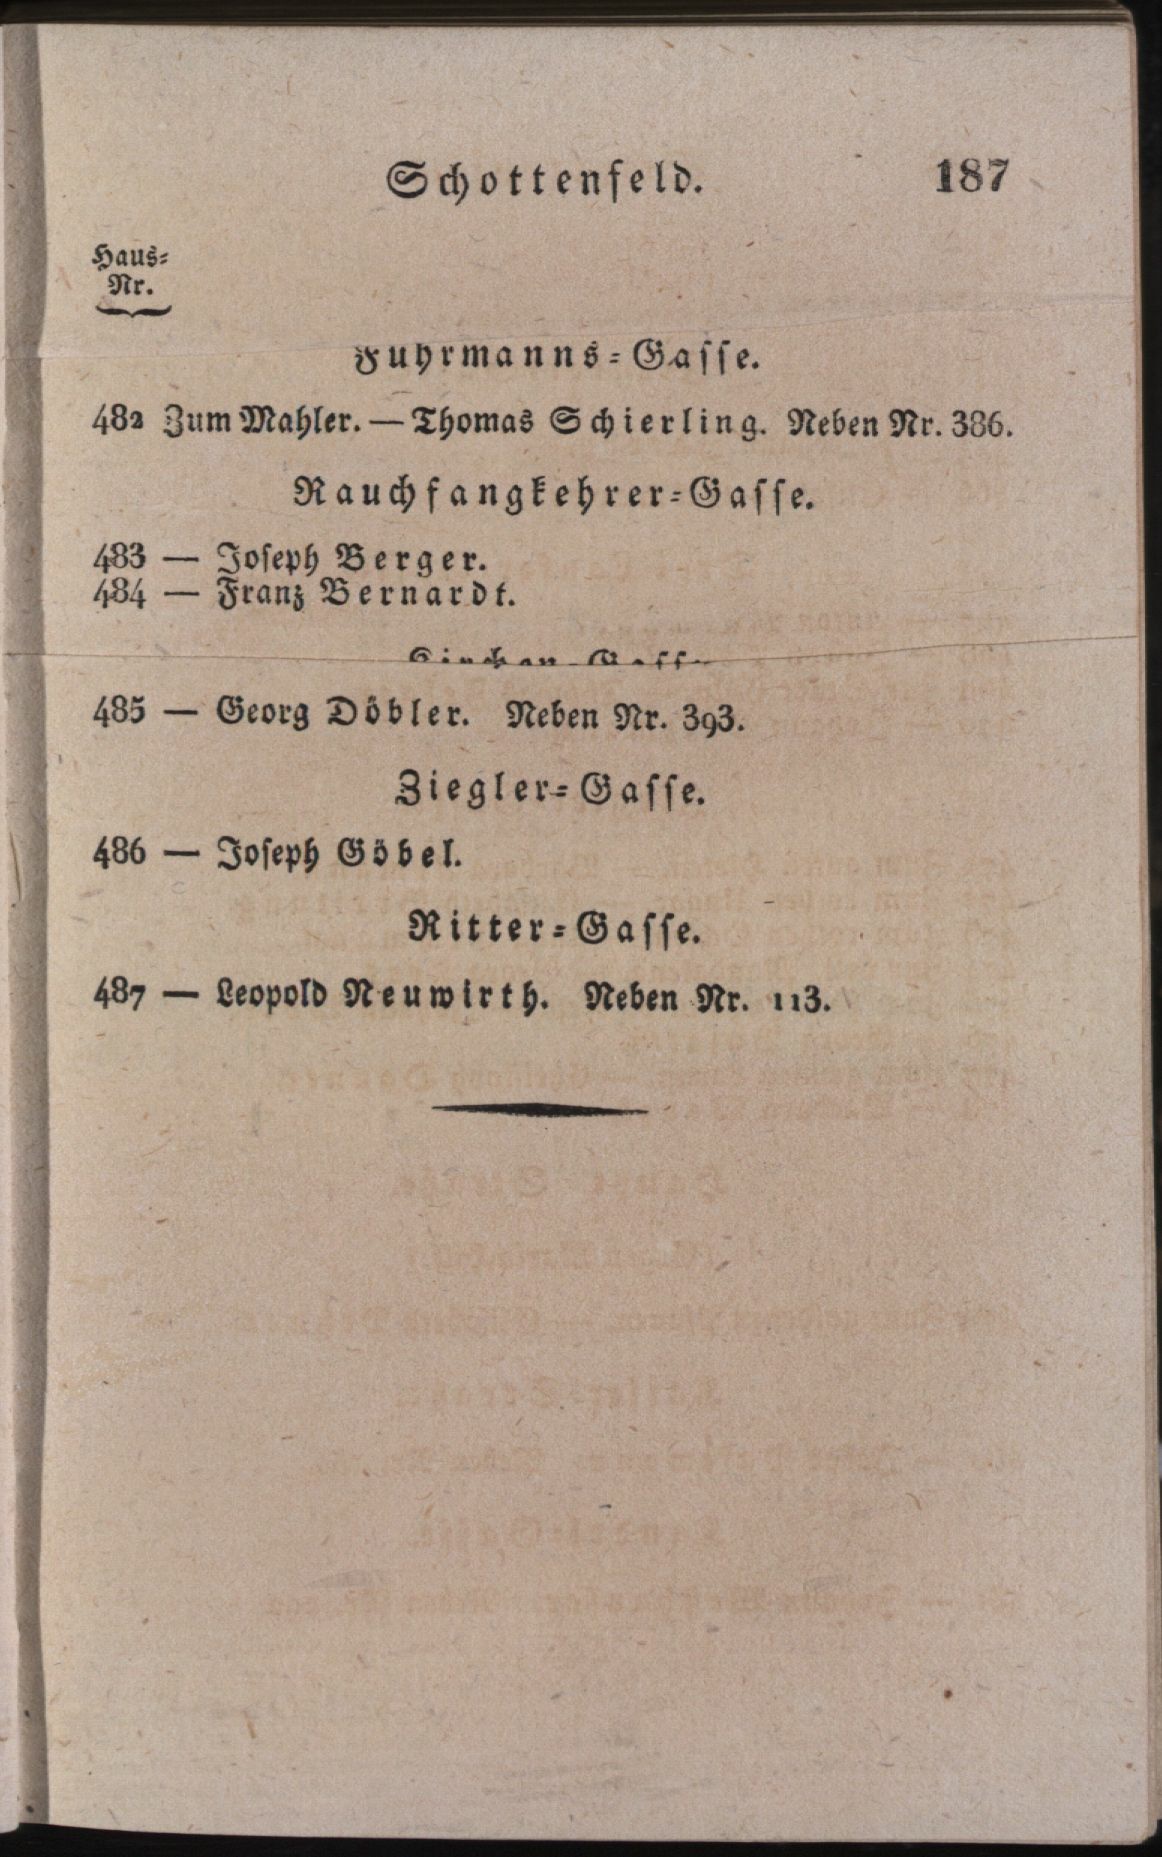 Schottenfeld. 187
Haus-
Nr.
Fuhrmanns-Gasse.
482 Zum Mahler. — Thomas Schierling. Neben Nr. 386.
Rauchfangkehrer-Gasse.
483 — Joseph Berger.
484 — Franz Bernardt.
485 — Georg Döbler. Neben Nr. 393.
Ziegler-Gasse.
486 — Joseph Göbel.
Ritter-Gasse.
487 — Leopold Neuwirth. Neben Nr. 113.